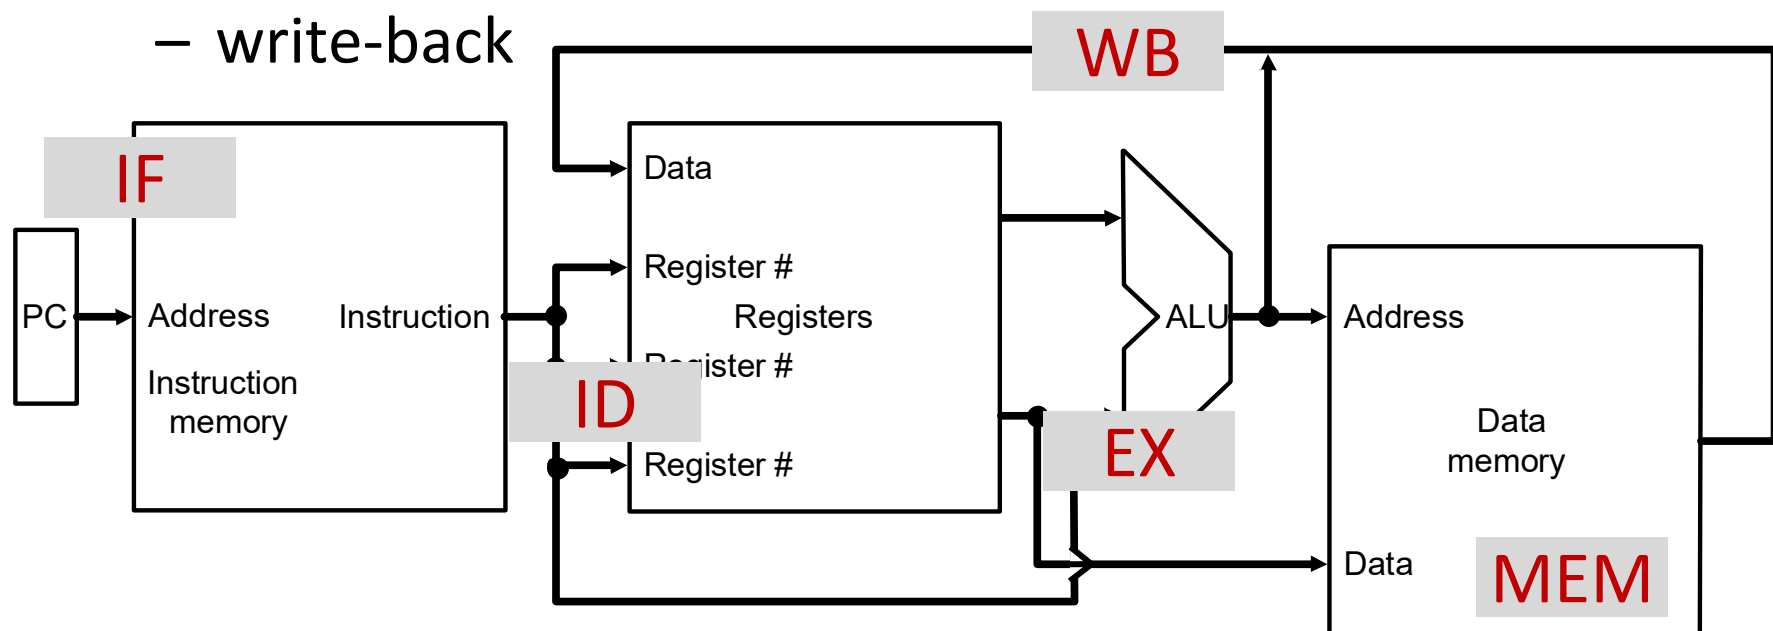 – write-back
WB
IF
Data
Register #
PC
Address
Instruction
Registers
ALU
Address
Register #
Instruction
memory
ID
EX
Data
memory
Register #
Data
MEM